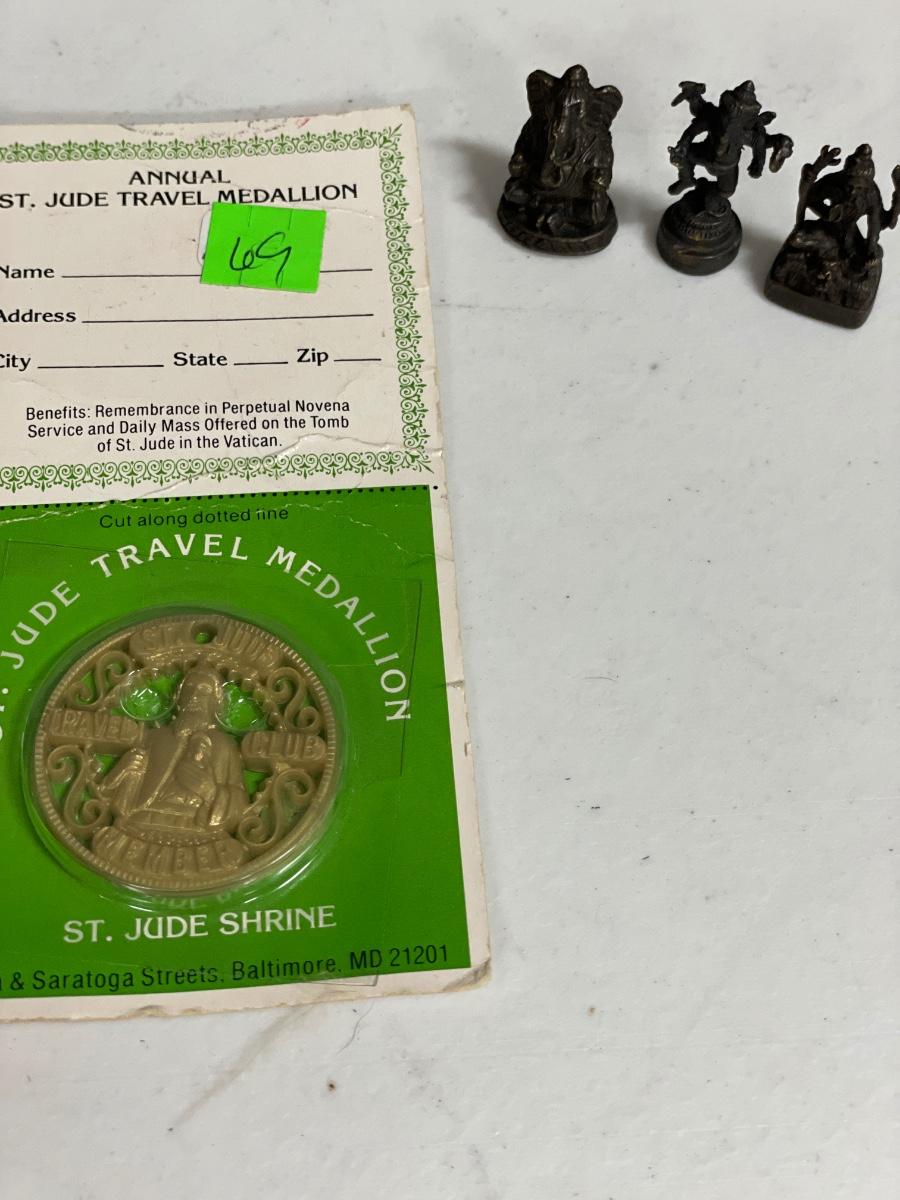 ANNUAL
ST. JUDE TRAVEL MEDALLION
69
Name
Address
City State Zip
Benefits: Remembrance in Perpetual Novena
Service and Daily Mass Offered on the Tomb
of St. Jude in the Vatican.
Cut along dotted line
JUDE TRAVEL MEDALLION
ST. JUDE
TRAVEL CLUB
MEMBER
ST. JUDE SHRINE
& Saratoga Streets, Baltimore, MD 21201